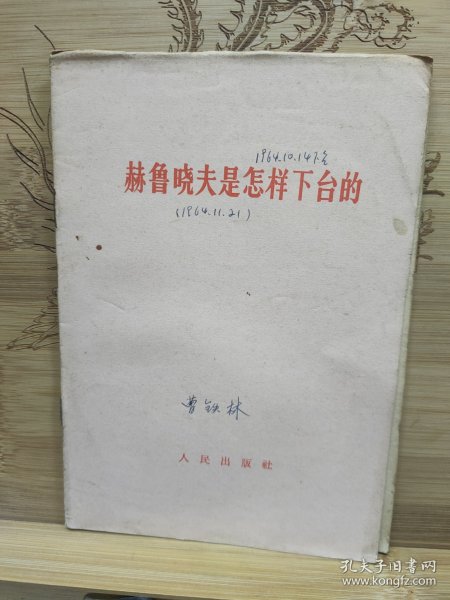 1964.10.14下台
赫鲁晓夫是怎样下台的
(1964.11.21)
曹铁林
人民出版社
孔夫子旧书网
www.kongfz.com